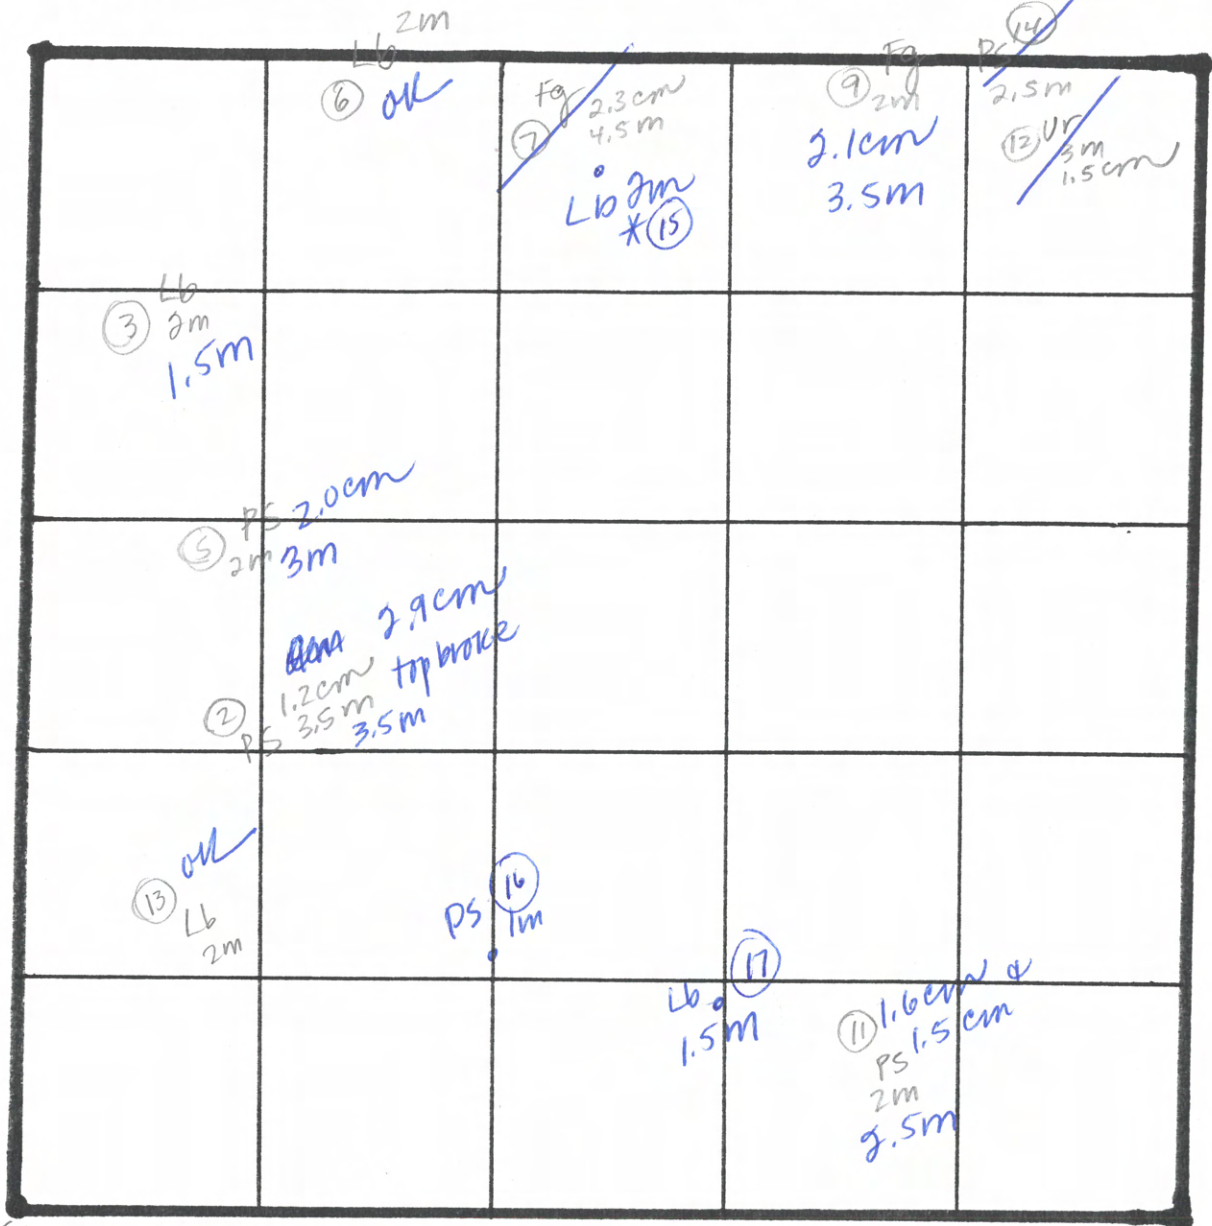 Lb 2m
6 OK
Fg 2.3cm
7 4.5m
Lb 2m
* 15
Fg
9 2m
2.1cm
3.5m
14
PS
2.5m
12 Ur
3m
1.5cm
Lb
3 2m
1.5m
PS 2.0cm
5 2m 3m
2.9cm
1.2cm top broke
2 PS 3.5m 3.5m
OK
13 Lb
2m
16
PS 1m
17
Lb
1.5m
11 1.6cm &
1.5cm
PS
2m
2.5m